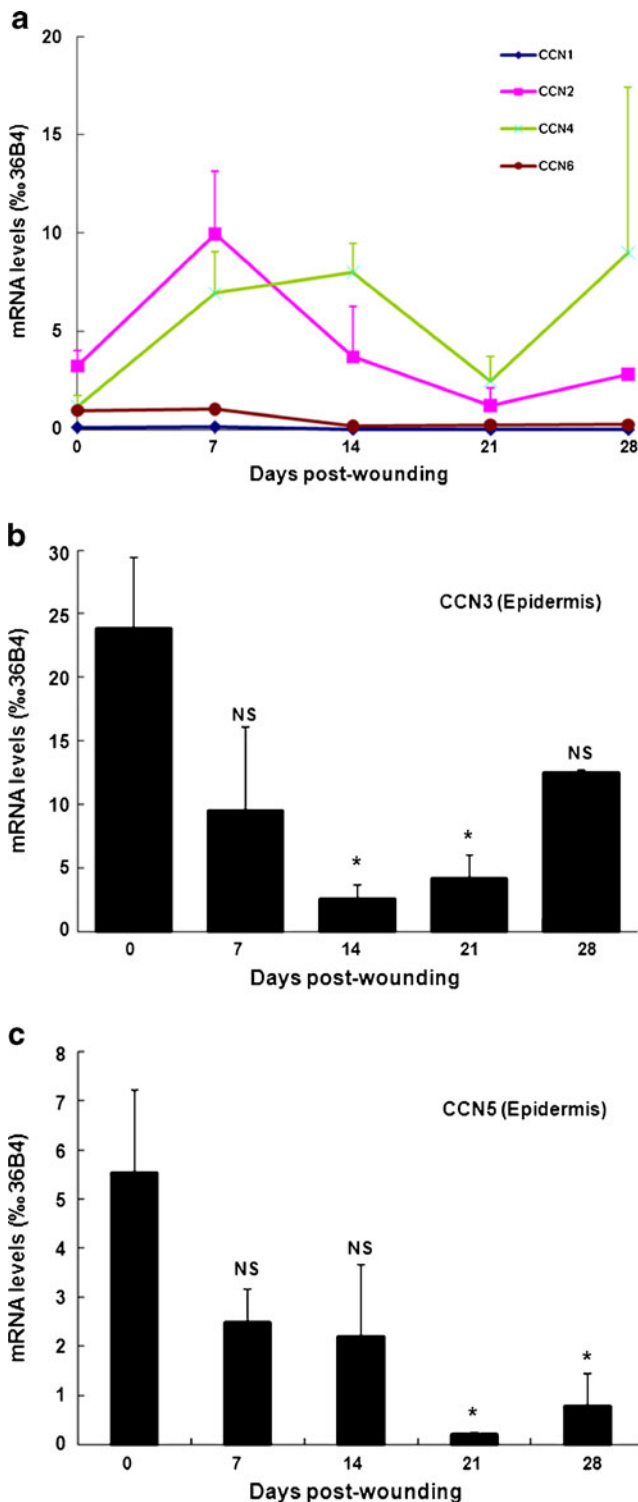 a
20
15
10
5
0
mRNA levels (‰36B4)
CCN1
CCN2
CCN4
CCN6
0 7 14 21 28
Days post-wounding
b
30
25
20
15
10
5
0
mRNA levels (‰36B4)
CCN3 (Epidermis)
NS
*
*
NS
0 7 14 21 28
Days post-wounding
c
8
7
6
5
4
3
2
1
0
mRNA levels (‰36B4)
CCN5 (Epidermis)
NS
NS
*
*
0 7 14 21 28
Days post-wounding